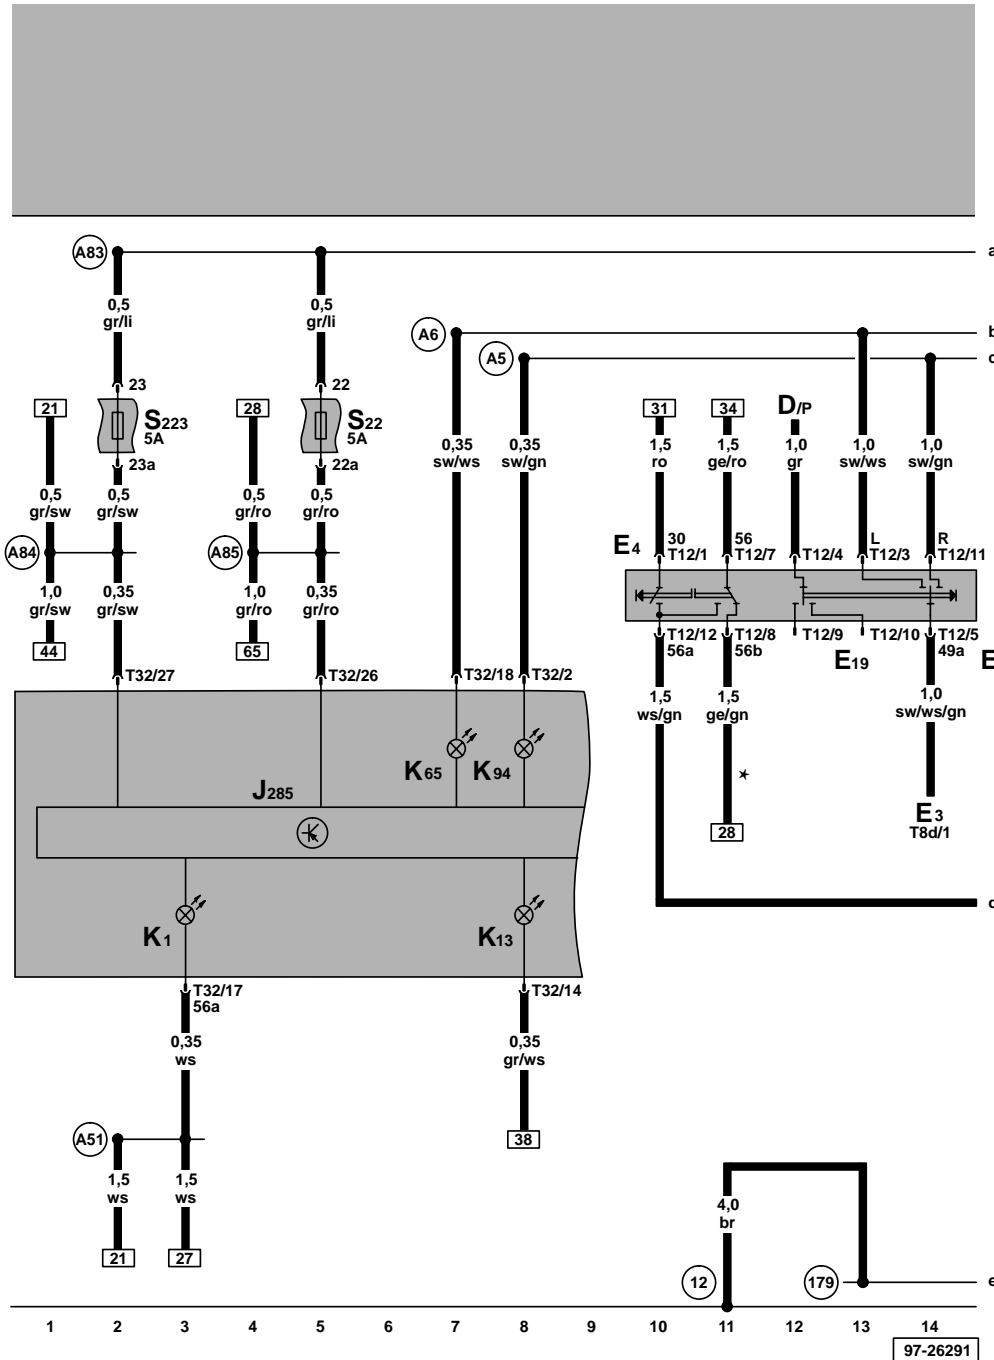 A83
a
0,5
gr/li
0,5
gr/li
A6
b
A5
23
22
21
S223
5A
28
S22
5A
31
34
D/P
23a
22a
0,35
sw/ws
0,35
sw/gn
1,5
ro
1,5
ge/ro
1,0
gr
1,0
sw/ws
1,0
sw/gn
0,5
gr/sw
0,5
gr/sw
0,5
gr/ro
0,5
gr/ro
A84
A85
E4
30
T12/1
56
T12/7
T12/4
L
T12/3
R
T12/11
1,0
gr/sw
0,35
gr/sw
1,0
gr/ro
0,35
gr/ro
44
65
T12/12
56a
T12/8
56b
T12/9
T12/10
T12/5
49a
E19
E
T32/27
T32/26
T32/18
T32/2
1,5
ws/gn
1,5
ge/gn
1,0
sw/ws/gn
K65
K94
J285
*
28
E3
T8d/1
K1
K13
T32/17
56a
T32/14
0,35
ws
0,35
gr/ws
A51
38
1,5
ws
1,5
ws
4,0
br
21
27
12
179
e
1 2 3 4 5 6 7 8 9 10 11 12 13 14
97-26291